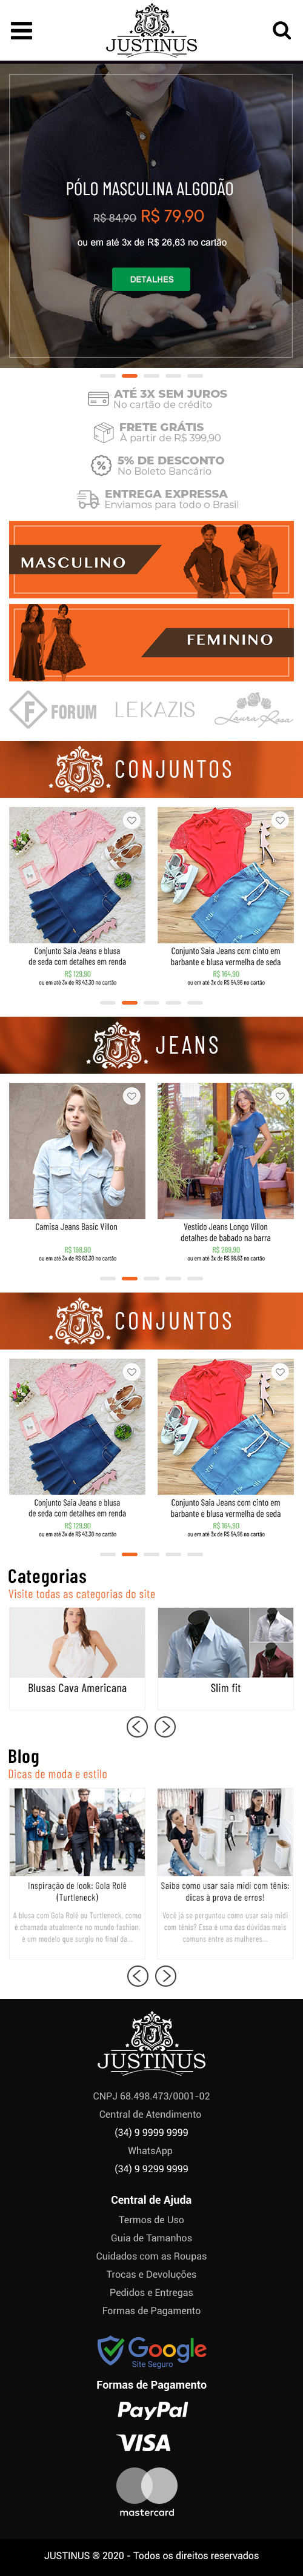 JUSTINUS
PÓLO MASCULINA ALGODÃO
R$ 84,90 R$ 79,90
ou em até 3x de R$ 26,63 no cartão
DETALHES
ATÉ 3X SEM JUROS
No cartão de crédito
FRETE GRÁTIS
À partir de R$ 399,90
5% DE DESCONTO
No Boleto Bancário
ENTREGA EXPRESSA
Enviamos para todo o Brasil
MASCULINO
FEMININO
F FORUM
LEKAZIS
Laura Rosa
CONJUNTOS
Conjunto Saia Jeans e blusa
de seda com detalhes em renda
R$ 129,90
ou em até 3x de R$ 43,30 no cartão
Conjunto Saia Jeans com cinto em
barbante e blusa vermelha de seda
R$ 164,90
ou em até 3x de R$ 54,96 no cartão
JEANS
Camisa Jeans Basic Villon
R$ 198,90
ou em até 3x de R$ 63,30 no cartão
Vestido Jeans Longo Villon
detalhes de babado na barra
R$ 289,90
ou em até 3x de R$ 96,63 no cartão
CONJUNTOS
Conjunto Saia Jeans e blusa
de seda com detalhes em renda
R$ 129,90
ou em até 3x de R$ 43,30 no cartão
Conjunto Saia Jeans com cinto em
barbante e blusa vermelha de seda
R$ 164,90
ou em até 3x de R$ 54,96 no cartão
Categorias
Visite todas as categorias do site
Blusas Cava Americana
Slim fit
Blog
Dicas de moda e estilo
Inspiração de look: Gola Rolê
(Turtleneck)
A blusa com Gola Rolê ou Turtleneck, como
é chamada atualmente no mundo fashion,
é um modelo que surgiu no final da...
Saiba como usar saia midi com tênis:
dicas à prova de erros!
Você já se perguntou como usar saia midi
com tênis? Essa é uma das dúvidas mais
comuns entre as mulheres...
JUSTINUS
CNPJ 68.498.473/0001-02
Central de Atendimento
(34) 9 9999 9999
WhatsApp
(34) 9 9299 9999
Central de Ajuda
Termos de Uso
Guia de Tamanhos
Cuidados com as Roupas
Trocas e Devoluções
Pedidos e Entregas
Formas de Pagamento
Google
Site Seguro
Formas de Pagamento
PayPal
VISA
mastercard
JUSTINUS ® 2020 - Todos os direitos reservados